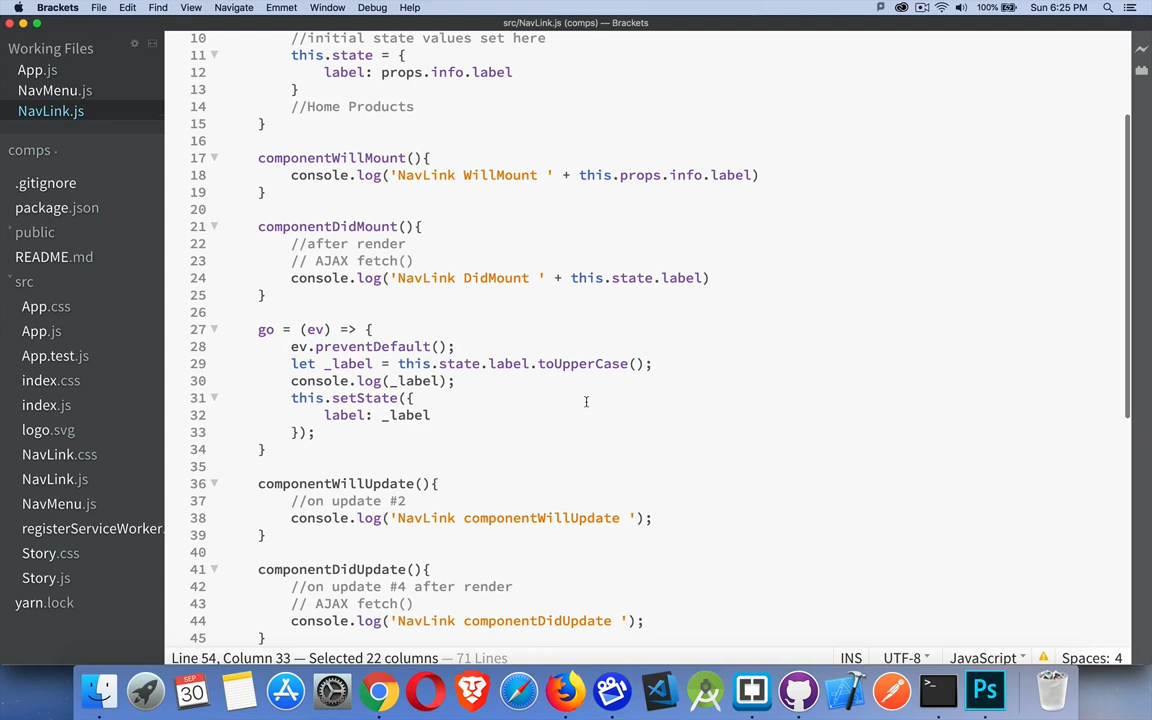 Brackets File Edit Find View Navigate Emmet Window Debug Help 100% Sun 6:25 PM
src/NavLink.js (comps) — Brackets
Working Files
App.js
NavMenu.js
NavLink.js
comps
.gitignore
package.json
public
README.md
src
App.css
App.js
App.test.js
index.css
index.js
logo.svg
NavLink.css
NavLink.js
NavMenu.js
registerServiceWorker.
Story.css
Story.js
yarn.lock
10 //initial state values set here
11 this.state = {
12 label: props.info.label
13 }
14 //Home Products
15 }
16
17 componentWillMount(){
18 console.log('NavLink WillMount ' + this.props.info.label)
19 }
20
21 componentDidMount(){
22 //after render
23 // AJAX fetch()
24 console.log('NavLink DidMount ' + this.state.label)
25 }
26
27 go = (ev) => {
28 ev.preventDefault();
29 let _label = this.state.label.toUpperCase();
30 console.log(_label);
31 this.setState({
32 label: _label
33 });
34 }
35
36 componentWillUpdate(){
37 //on update #2
38 console.log('NavLink componentWillUpdate ');
39 }
40
41 componentDidUpdate(){
42 //on update #4 after render
43 // AJAX fetch()
44 console.log('NavLink componentDidUpdate ');
45 }
Line 54, Column 33 — Selected 22 columns — 71 Lines INS UTF-8 JavaScript Spaces: 4
SEP 30 >_ Ps